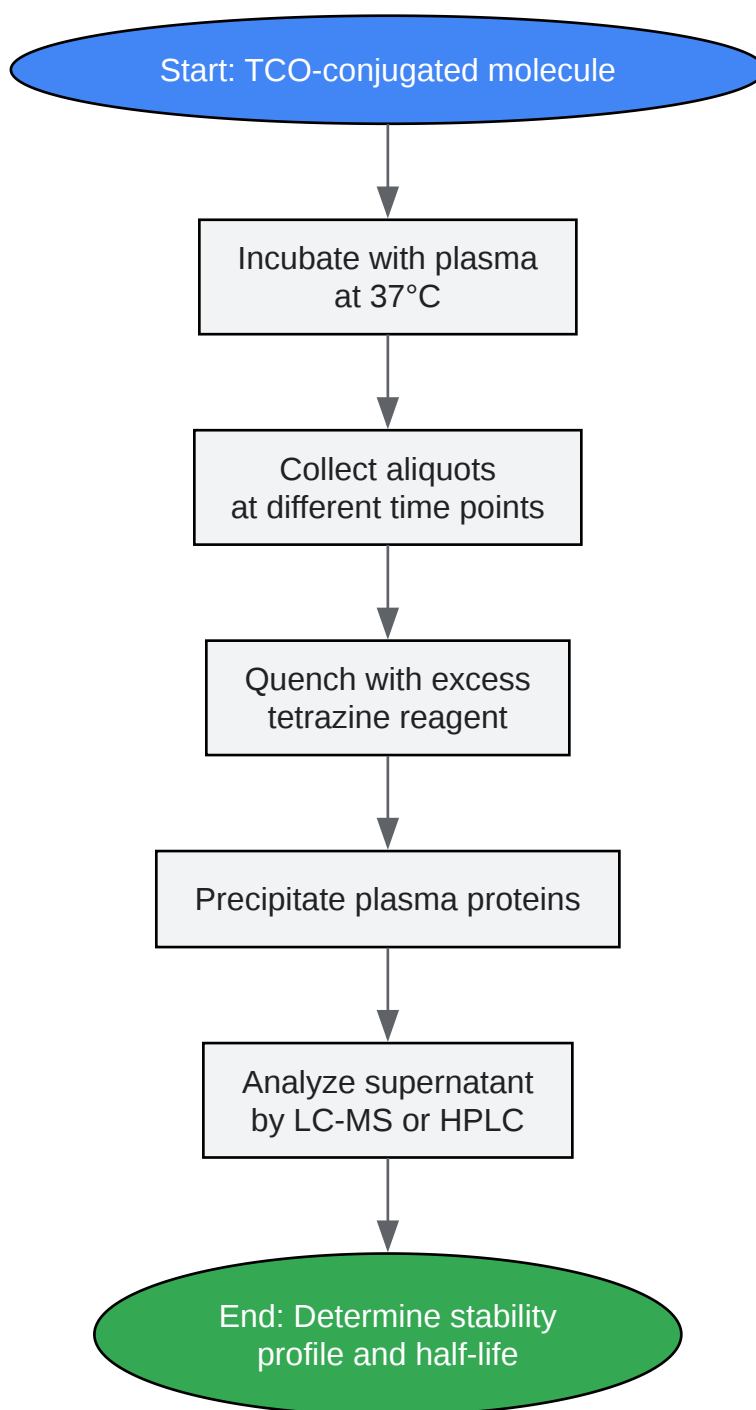 Start: TCO-conjugated molecule
Incubate with plasma
at 37°C
Collect aliquots
at different time points
Quench with excess
tetrazine reagent
Precipitate plasma proteins
Analyze supernatant
by LC-MS or HPLC
End: Determine stability
profile and half-life